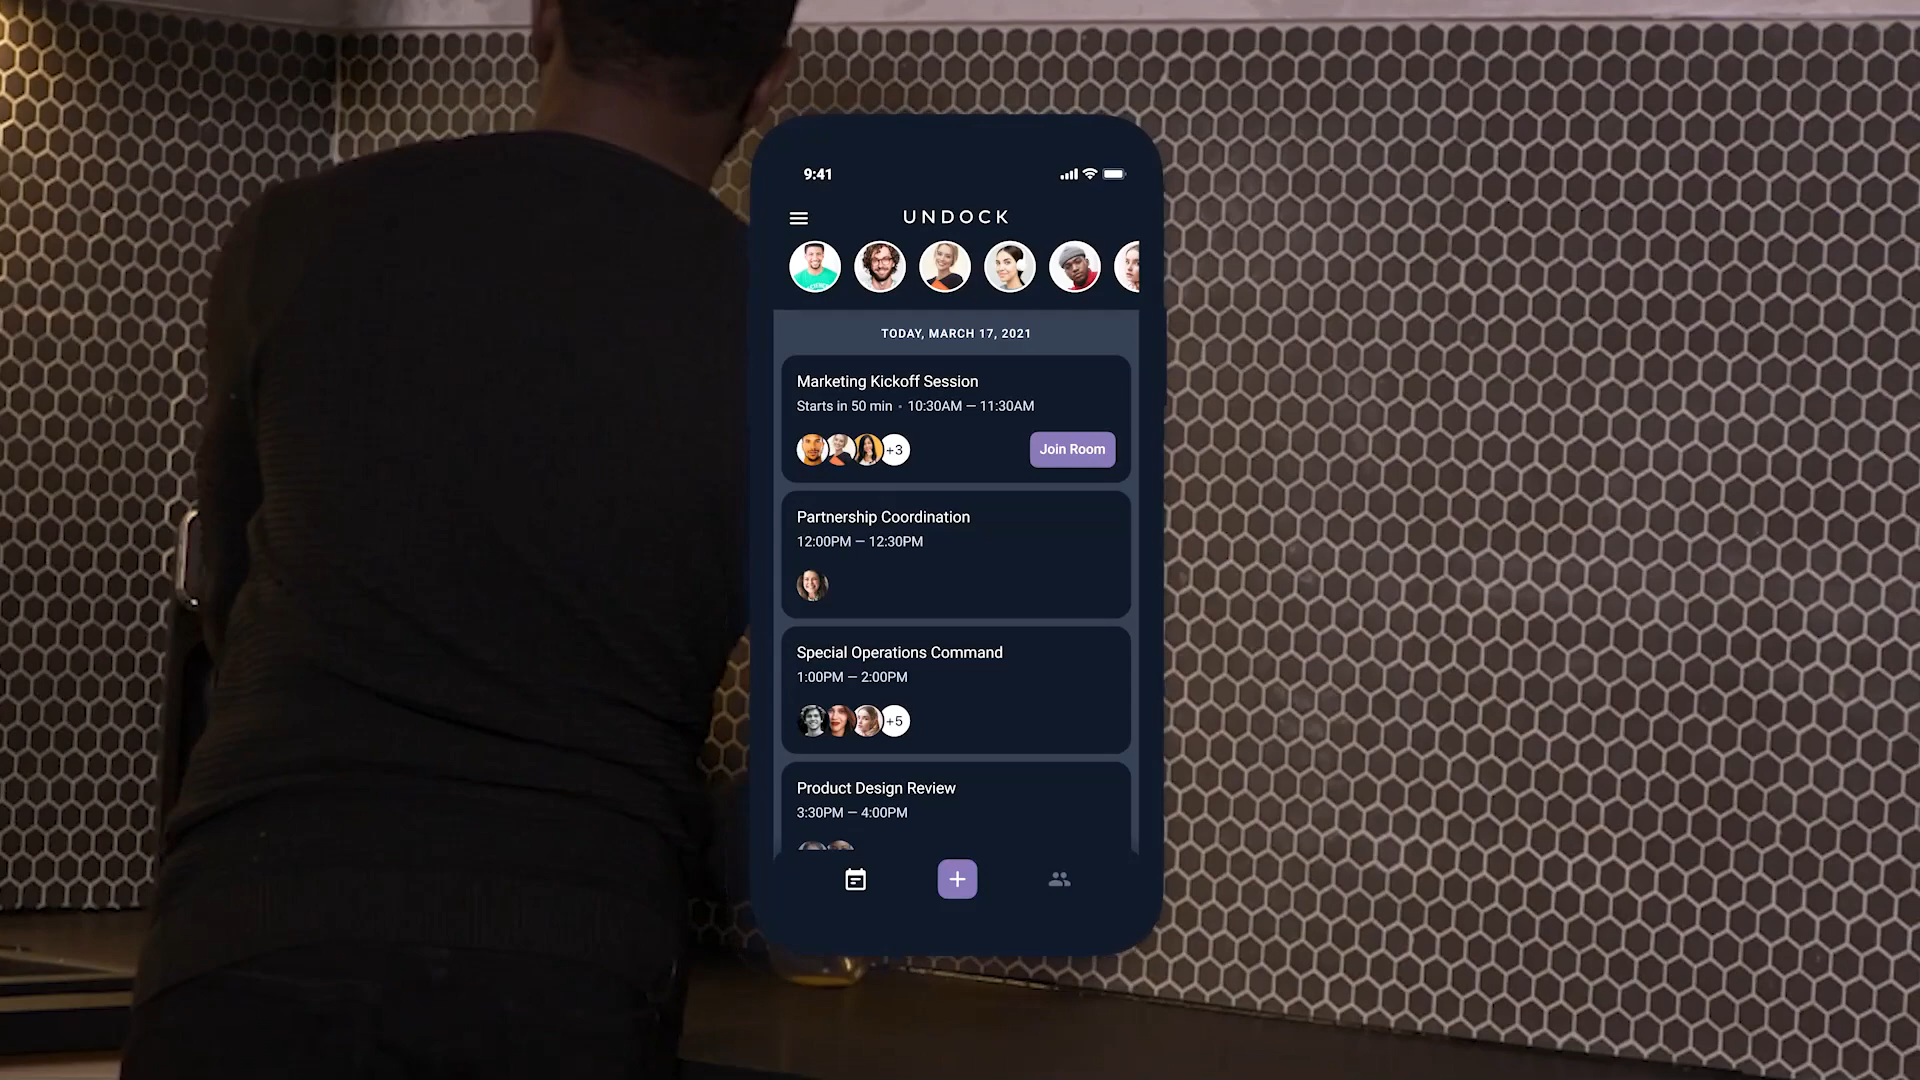 9:41
UNDOCK
TODAY, MARCH 17, 2021
Marketing Kickoff Session
Starts in 50 min • 10:30AM — 11:30AM
+3
Join Room
Partnership Coordination
12:00PM — 12:30PM
Special Operations Command
1:00PM — 2:00PM
+5
Product Design Review
3:30PM — 4:00PM